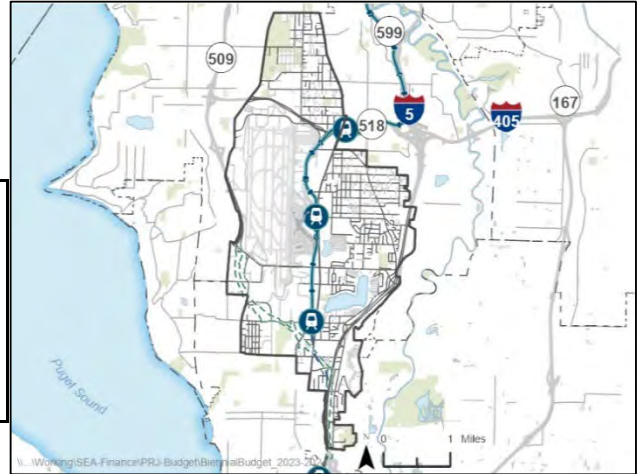 599
509
5
518
405
167
Puget Sound
N
0 1 Miles
\\...\Working\SEA-Finance\PRJ-Budget\BiennialBudget_2023-20